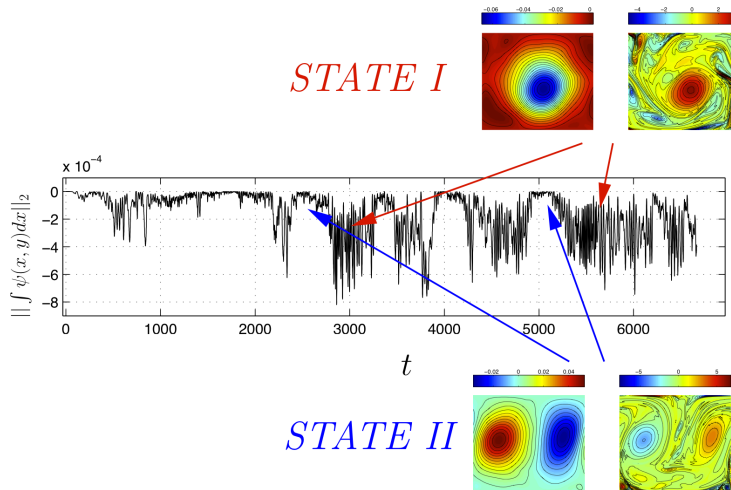 -0.06 -0.04 -0.02 0
-4 -2 0 2
STATE I
x 10⁻⁴
0
-2
-4
-6
-8
||∫ψ(x,y)dx||₂
0 1000 2000 3000 4000 5000 6000
t
-0.02 0 0.02 0.04
-5 0 5
STATE II